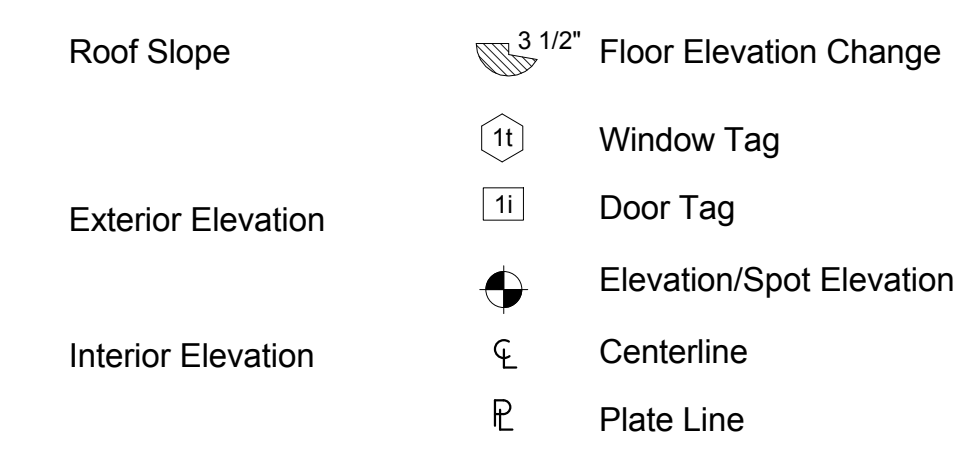 Roof Slope
3 1/2" Floor Elevation Change
1t Window Tag
Exterior Elevation
1i Door Tag
Elevation/Spot Elevation
Interior Elevation
℄ Centerline
PL Plate Line